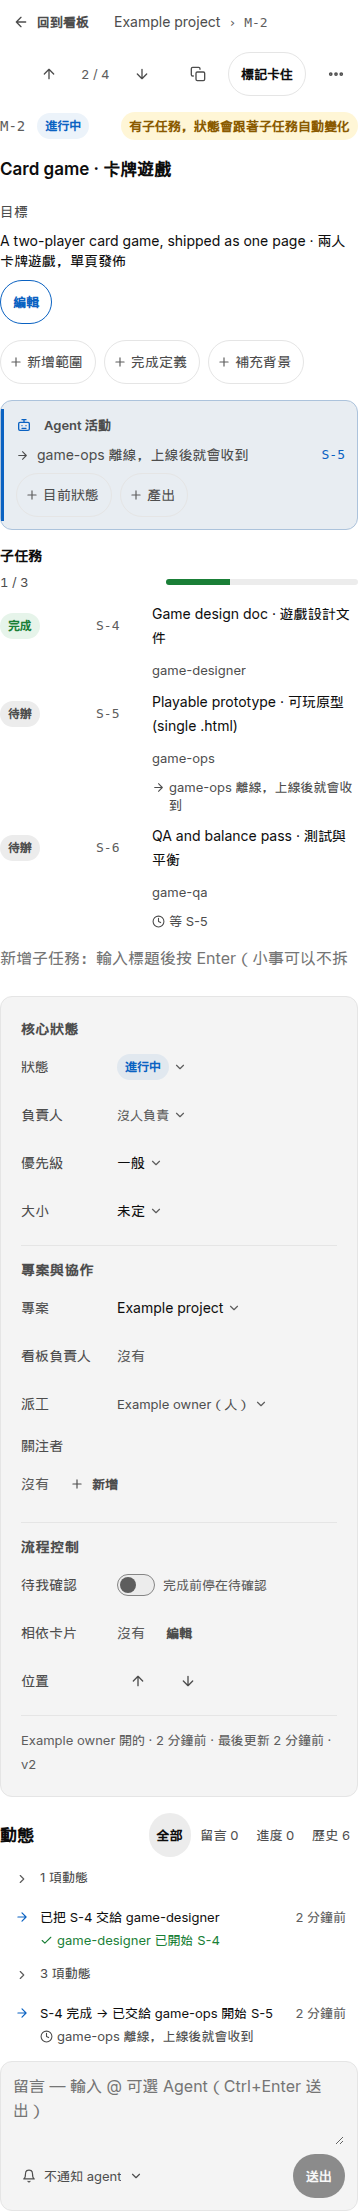 回到看板 Example project › M-2
2 / 4 標記卡住
M-2 進行中 有子任務，狀態會跟著子任務自動變化
Card game · 卡牌遊戲
目標
A two-player card game, shipped as one page · 兩人
卡牌遊戲，單頁發佈
編輯
新增範圍 完成定義 補充背景
Agent 活動
→ game-ops 離線，上線後就會收到 S-5
目前狀態 產出
子任務
1 / 3
完成 S-4 Game design doc · 遊戲設計文
件
game-designer
待辦 S-5 Playable prototype · 可玩原型
(single .html)
game-ops
→ game-ops 離線，上線後就會收
到
待辦 S-6 QA and balance pass · 測試與
平衡
game-qa
等 S-5
新增子任務：輸入標題後按 Enter（小事可以不拆
核心狀態
狀態 進行中
負責人 沒人負責
優先級 一般
大小 未定
專案與協作
專案 Example project
看板負責人 沒有
派工 Example owner（人）
關注者
沒有 新增
流程控制
待我確認 完成前停在待確認
相依卡片 沒有 編輯
位置
Example owner 開的 · 2 分鐘前 · 最後更新 2 分鐘前 ·
v2
動態 全部 留言 0 進度 0 歷史 6
1 項動態
→ 已把 S-4 交給 game-designer 2 分鐘前
✓ game-designer 已開始 S-4
3 項動態
→ S-4 完成 → 已交給 game-ops 開始 S-5 2 分鐘前
game-ops 離線，上線後就會收到
留言 — 輸入 @ 可選 Agent（Ctrl+Enter 送
出）
不通知 agent 送出